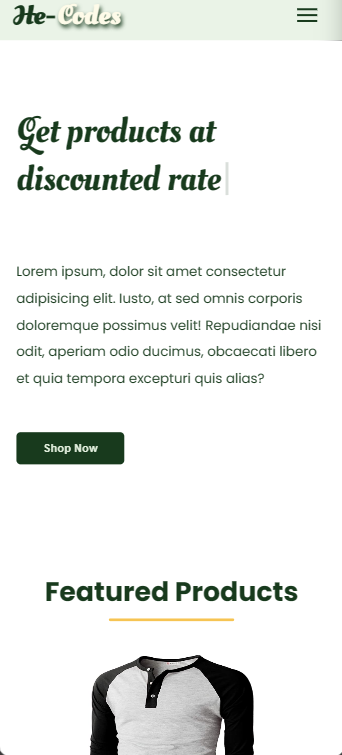 He-Codes
Get products at
discounted rate
Lorem ipsum, dolor sit amet consectetur
adipisicing elit. Iusto, at sed omnis corporis
doloremque possimus velit! Repudiandae nisi
odit, aperiam odio ducimus, obcaecati libero
et quia tempora excepturi quis alias?
Shop Now
Featured Products